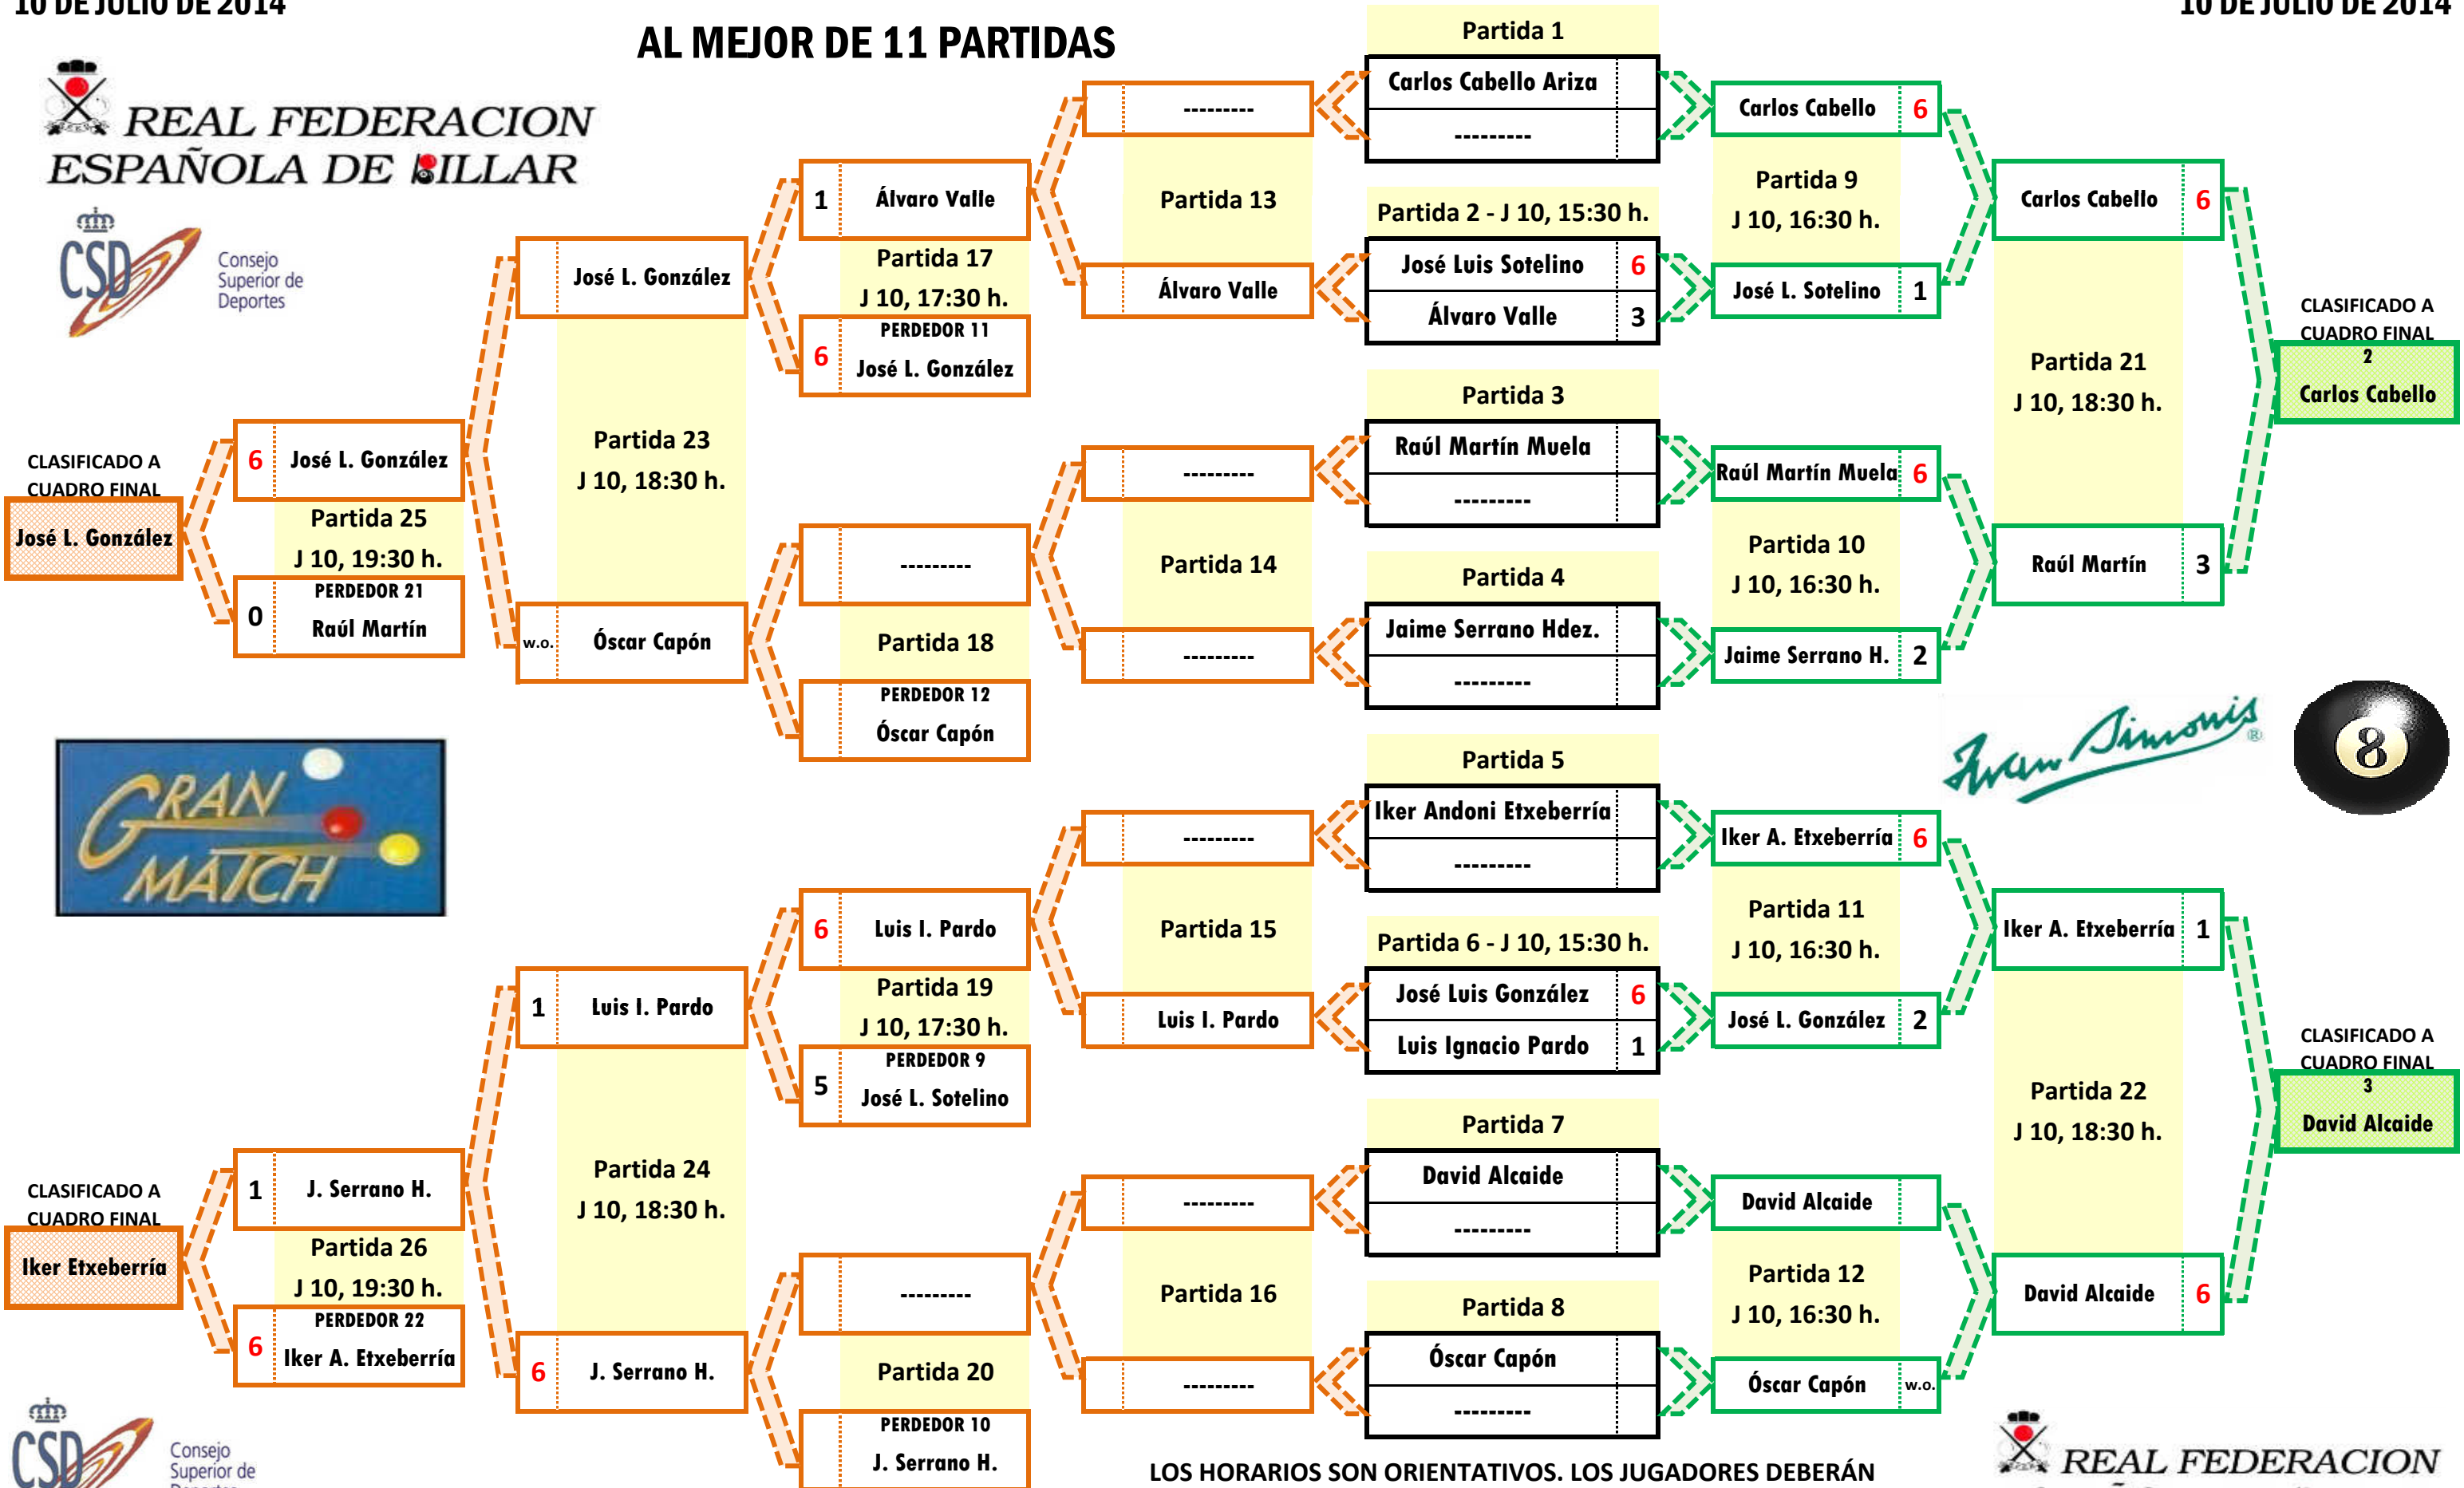 10 DE JULIO DE 2014
10 DE JULIO DE 2014
AL MEJOR DE 11 PARTIDAS
REAL FEDERACION
ESPAÑOLA DE BILLAR
CSD
Consejo
Superior de
Deportes
Partida 1
Carlos Cabello Ariza
---------
Partida 2 - J 10, 15:30 h.
José Luis Sotelino 6
Álvaro Valle 3
Partida 3
Raúl Martín Muela
---------
Partida 4
Jaime Serrano Hdez.
---------
Partida 5
Iker Andoni Etxeberría
---------
Partida 6 - J 10, 15:30 h.
José Luis González 6
Luis Ignacio Pardo 1
Partida 7
David Alcaide
---------
Partida 8
Óscar Capón
---------
Carlos Cabello 6
Partida 9
J 10, 16:30 h.
José L. Sotelino 1
Raúl Martín Muela 6
Partida 10
J 10, 16:30 h.
Jaime Serrano H. 2
Iker A. Etxeberría 6
Partida 11
J 10, 16:30 h.
José L. González 2
David Alcaide
Partida 12
J 10, 16:30 h.
Óscar Capón w.o.
Carlos Cabello 6
Partida 21
J 10, 18:30 h.
Raúl Martín 3
Iker A. Etxeberría 1
Partida 22
J 10, 18:30 h.
David Alcaide 6
CLASIFICADO A
CUADRO FINAL
2
Carlos Cabello
CLASIFICADO A
CUADRO FINAL
3
David Alcaide
---------
Partida 13
Álvaro Valle
---------
Partida 14
---------
---------
Partida 15
Luis I. Pardo
---------
Partida 16
---------
1 Álvaro Valle
Partida 17
J 10, 17:30 h.
PERDEDOR 11
6 José L. González
---------
Partida 18
PERDEDOR 12
Óscar Capón
6 Luis I. Pardo
Partida 19
J 10, 17:30 h.
PERDEDOR 9
5 José L. Sotelino
---------
Partida 20
PERDEDOR 10
J. Serrano H.
José L. González
Partida 23
J 10, 18:30 h.
w.o. Óscar Capón
1 Luis I. Pardo
Partida 24
J 10, 18:30 h.
6 J. Serrano H.
6 José L. González
Partida 25
J 10, 19:30 h.
PERDEDOR 21
0 Raúl Martín
1 J. Serrano H.
Partida 26
J 10, 19:30 h.
PERDEDOR 22
6 Iker A. Etxeberría
CLASIFICADO A
CUADRO FINAL
José L. González
CLASIFICADO A
CUADRO FINAL
Iker Etxeberría
GRAN
MATCH
Iwan Simonis ®
8
CSD
Consejo
Superior de
LOS HORARIOS SON ORIENTATIVOS. LOS JUGADORES DEBERÁN
REAL FEDERACION